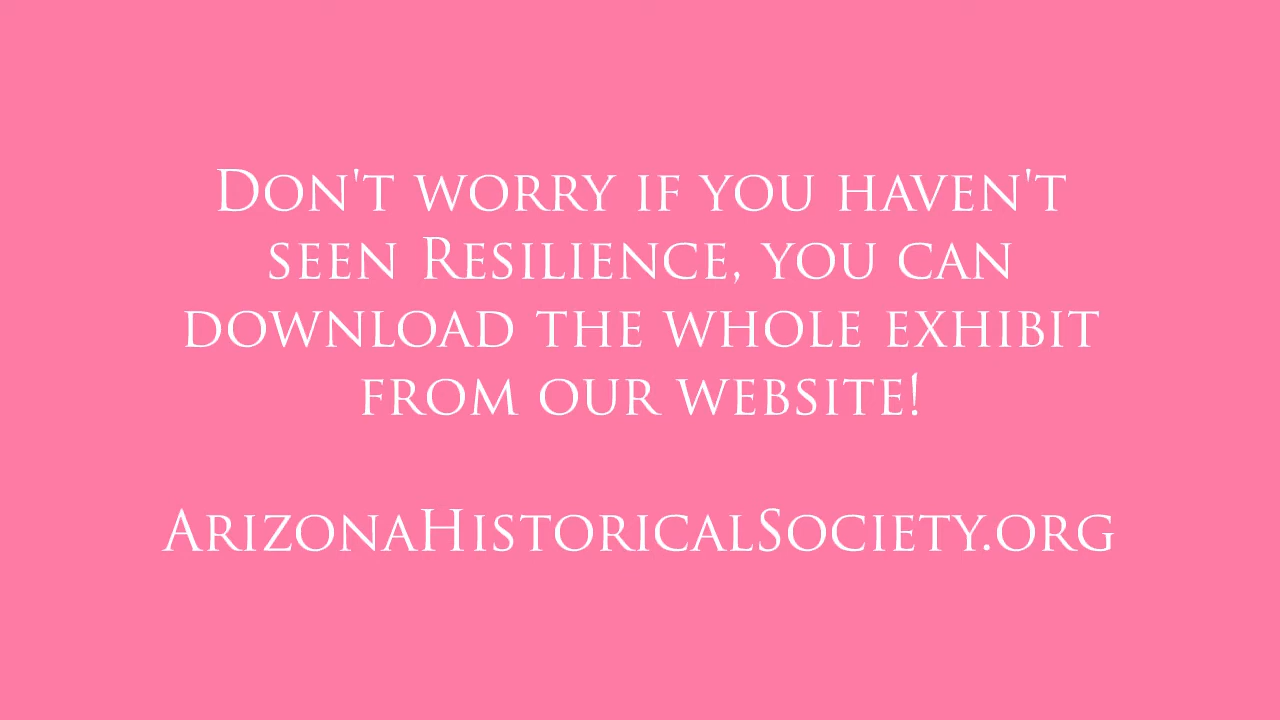 Don't worry if you haven't
seen Resilience, you can
download the whole exhibit
from our website!
ArizonaHistoricalSociety.org